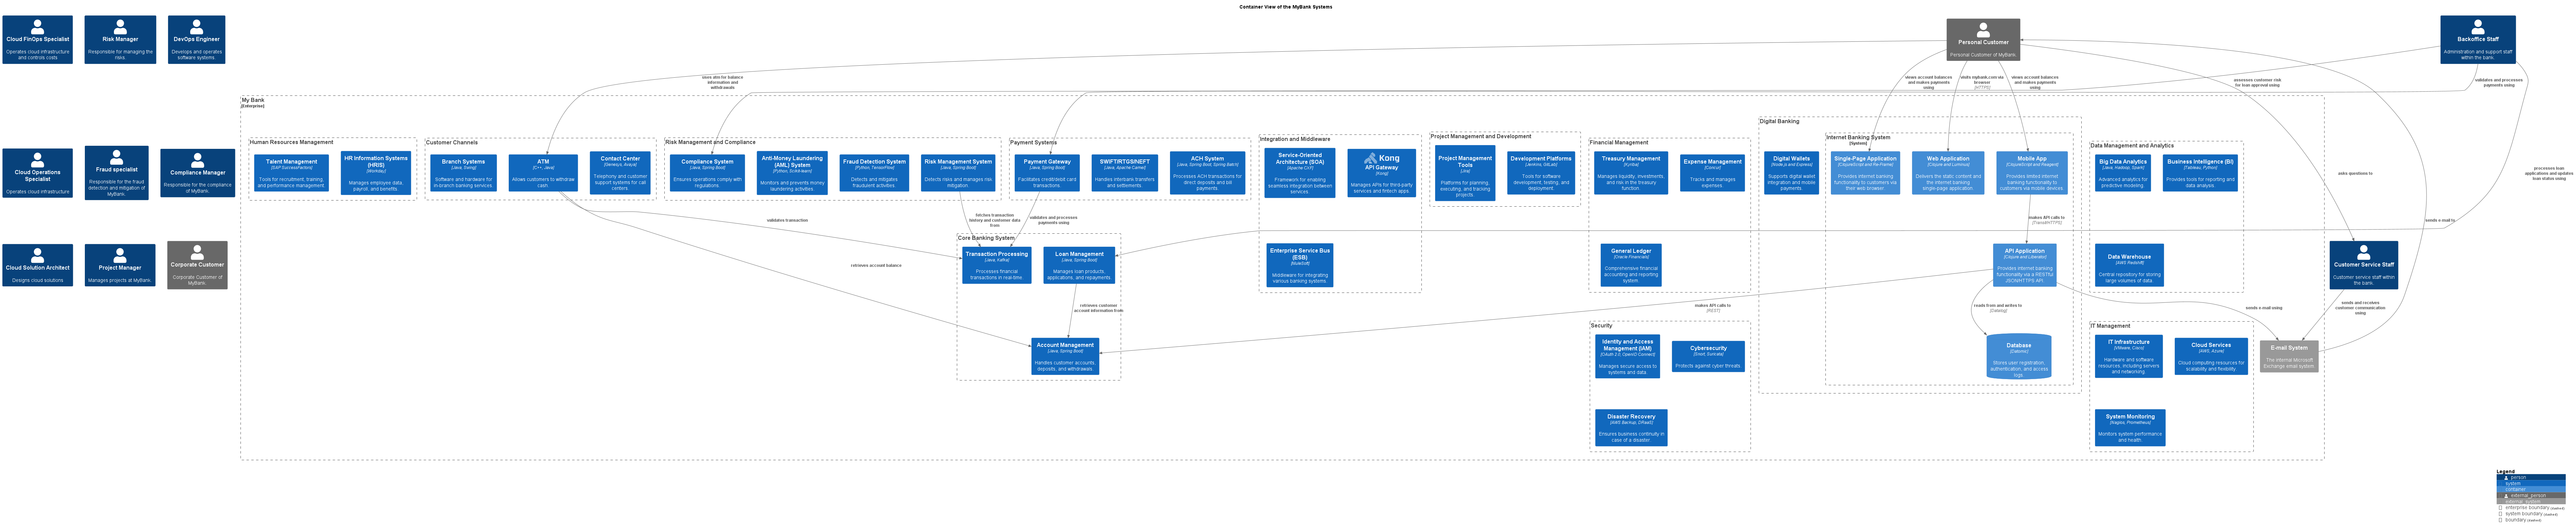 Container View of the MyBank Systems
Cloud FinOps Specialist
Operates cloud infrastructure
and controls costs.
Risk Manager
Responsible for managing the
risks.
DevOps Engineer
Develops and operates
software systems.
Personal Customer
Personal Customer of MyBank.
Backoffice Staff
Administration and support staff
within the bank.
uses atm for balance
information and
withdrawals
views account balances
and makes payments
using
visits mybank.com via
browser
[HTTPS]
views account balances
and makes payments
using
assesses customer risk
for loan approval using
validates and processes
payments using
My Bank
[Enterprise]
Cloud Operations
Specialist
Operates cloud infrastructure
Fraud specialist
Responsible for the fraud
detection and mitigation of
MyBank.
Compliance Manager
Responsible for the compliance
of MyBank.
Human Resources Management
Talent Management
[SAP SuccessFactors]
Tools for recruitment, training,
and performance management.
HR Information Systems
(HRIS)
[Workday]
Manages employee data,
payroll, and benefits.
Customer Channels
Branch Systems
[Java, Swing]
Software and hardware for
in-branch banking services.
ATM
[C++, Java]
Allows customers to withdraw
cash.
Contact Center
[Genesys, Avaya]
Telephony and customer
support systems for call
centers.
Risk Management and Compliance
Compliance System
[Java, Spring Boot]
Ensures operations comply with
regulations.
Anti-Money Laundering
(AML) System
[Python, Scikit-learn]
Monitors and prevents money
laundering activities.
Fraud Detection System
[Python, TensorFlow]
Detects and mitigates
fraudulent activities.
Risk Management System
[Java, Spring Boot]
Detects risks and manages risk
mitigation.
Payment Systems
Payment Gateway
[Java, Spring Boot]
Facilitates credit/debit card
transactions.
SWIFT/RTGS/NEFT
[Java, Apache Camel]
Handles interbank transfers
and settlements.
ACH System
[Java, Spring Boot, Spring Batch]
Processes ACH transactions for
direct deposits and bill
payments.
Integration and Middleware
Service-Oriented
Architecture (SOA)
[Apache CXF]
Framework for enabling
seamless integration between
services.
Kong
API Gateway
[Kong]
Manages APIs for third-party
services and fintech apps.
Enterprise Service Bus
(ESB)
[MuleSoft]
Middleware for integrating
various banking systems.
Project Management and Development
Project Management
Tools
[Jira]
Platforms for planning,
executing, and tracking
projects.
Development Platforms
[Jenkins, GitLab]
Tools for software
development, testing, and
deployment.
Financial Management
Treasury Management
[Kyriba]
Manages liquidity, investments,
and risk in the treasury
function.
Expense Management
[Concur]
Tracks and manages
expenses.
General Ledger
[Oracle Financials]
Comprehensive financial
accounting and reporting
system.
Digital Banking
Digital Wallets
[Node.js and Express]
Supports digital wallet
integration and mobile
payments.
Internet Banking System
[System]
Single-Page Application
[ClojureScript and Re-Frame]
Provides internet banking
functionality to customers via
their web browser.
Web Application
[Clojure and Luminus]
Delivers the static content and
the internet banking
single-page application.
Mobile App
[ClojureScript and Reagent]
Provides limited internet
banking functionality to
customers via mobile devices.
makes API calls to
[Transit/HTTPS]
API Application
[Clojure and Liberator]
Provides internet banking
functionality via a RESTful
JSON/HTTPS API.
reads from and writes to
[Datalog]
Database
[Datomic]
Stores user registration,
authentication, and access
logs.
Data Management and Analytics
Big Data Analytics
[Java, Hadoop, Spark]
Advanced analytics for
predictive modeling.
Business Intelligence (BI)
[Tableau, Python]
Provides tools for reporting and
data analysis.
Data Warehouse
[AWS Redshift]
Central repository for storing
large volumes of data.
asks questions to
processes loan
applications and updates
loan status using
sends e-mail to
validates transaction
fetches transaction
history and customer data
from
validates and processes
payments using
Cloud Solution Architect
Designs cloud solutions
Project Manager
Manages projects at MyBank.
Corporate Customer
Corporate Customer of
MyBank.
retrieves account balance
Core Banking System
Transaction Processing
[Java, Kafka]
Processes financial
transactions in real-time.
Loan Management
[Java, Spring Boot]
Manages loan products,
applications, and repayments.
retrieves customer
account information from
Account Management
[Java, Spring Boot]
Handles customer accounts,
deposits, and withdrawals.
makes API calls to
[REST]
sends e-mail using
Customer Service Staff
Customer service staff within
the bank.
sends and receives
customer communication
using
E-mail System
The internal Microsoft
Exchange email system.
Security
Identity and Access
Management (IAM)
[OAuth 2.0, OpenID Connect]
Manages secure access to
systems and data.
Cybersecurity
[Snort, Suricata]
Protects against cyber threats.
Disaster Recovery
[AWS Backup, DRaaS]
Ensures business continuity in
case of a disaster.
IT Management
IT Infrastructure
[VMware, Cisco]
Hardware and software
resources, including servers
and networking.
Cloud Services
[AWS, Azure]
Cloud computing resources for
scalability and flexibility.
System Monitoring
[Nagios, Prometheus]
Monitors system performance
and health.
Legend
person
system
container
external_person
external_system
enterprise boundary (dashed)
system boundary (dashed)
boundary (dashed)